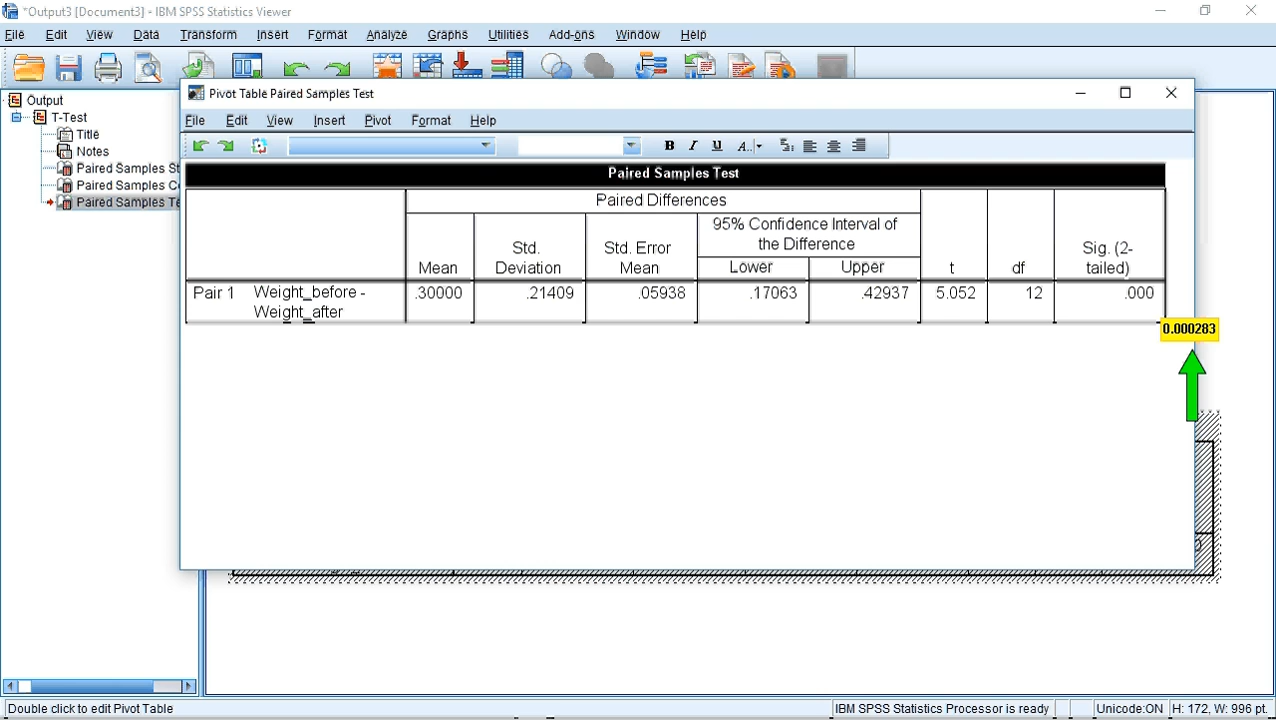 *Output3 [Document3] - IBM SPSS Statistics Viewer
File Edit View Data Transform Insert Format Analyze Graphs Utilities Add-ons Window Help
Output
T-Test
Title
Notes
Paired Samples St
Paired Samples C
Paired Samples Te
Pivot Table Paired Samples Test
File Edit View Insert Pivot Format Help
B I U A..
Paired Samples Test
Paired Differences
95% Confidence Interval of
the Difference
Std. Std. Error Sig. (2-
Mean Deviation Mean Lower Upper t df tailed)
Pair 1 Weight_before - .30000 .21409 .05938 .17063 .42937 5.052 12 .000
Weight_after
0.000283
Double click to edit Pivot Table IBM SPSS Statistics Processor is ready Unicode:ON H: 172, W: 996 pt.